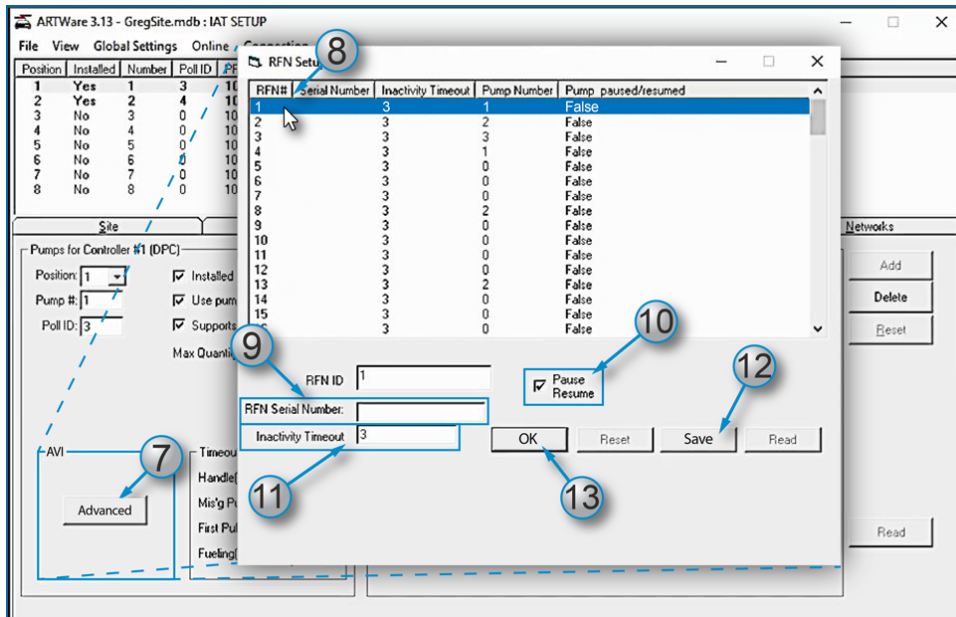 ARTWare 3.13 - GregSite.mdb : IAT SETUP
File View Global Settings Online
Position Installed Number Poll ID
1 Yes 1 3 10
2 Yes 2 4 10
3 No 3 0 10
4 No 4 0 10
5 No 5 0 10
6 No 6 0 10
7 No 7 0 10
8 No 8 0 10
Site
Networks
Pumps for Controller #1 (DPC)
Position: 1
Installed
Pump #: 1
Use pum
Poll ID: 3
Supports
Max Quanti
AVI
7
Advanced
Timeou
Handle(
Mis'g Pu
First Pul
Fueling(
Add
Delete
Reset
Read
8
RFN Setu
RFN# Serial Number Inactivity Timeout Pump Number Pump paused/resumed
1 3 1 False
2 3 2 False
3 3 3 False
4 3 1 False
5 3 0 False
6 3 0 False
7 3 0 False
8 3 2 False
9 3 0 False
10 3 0 False
11 3 0 False
12 3 0 False
13 3 2 False
14 3 0 False
15 3 0 False
3 0 False
9
10
12
RFN ID 1
Pause
Resume
RFN Serial Number:
Inactivity Timeout 3
OK Reset Save Read
11
13